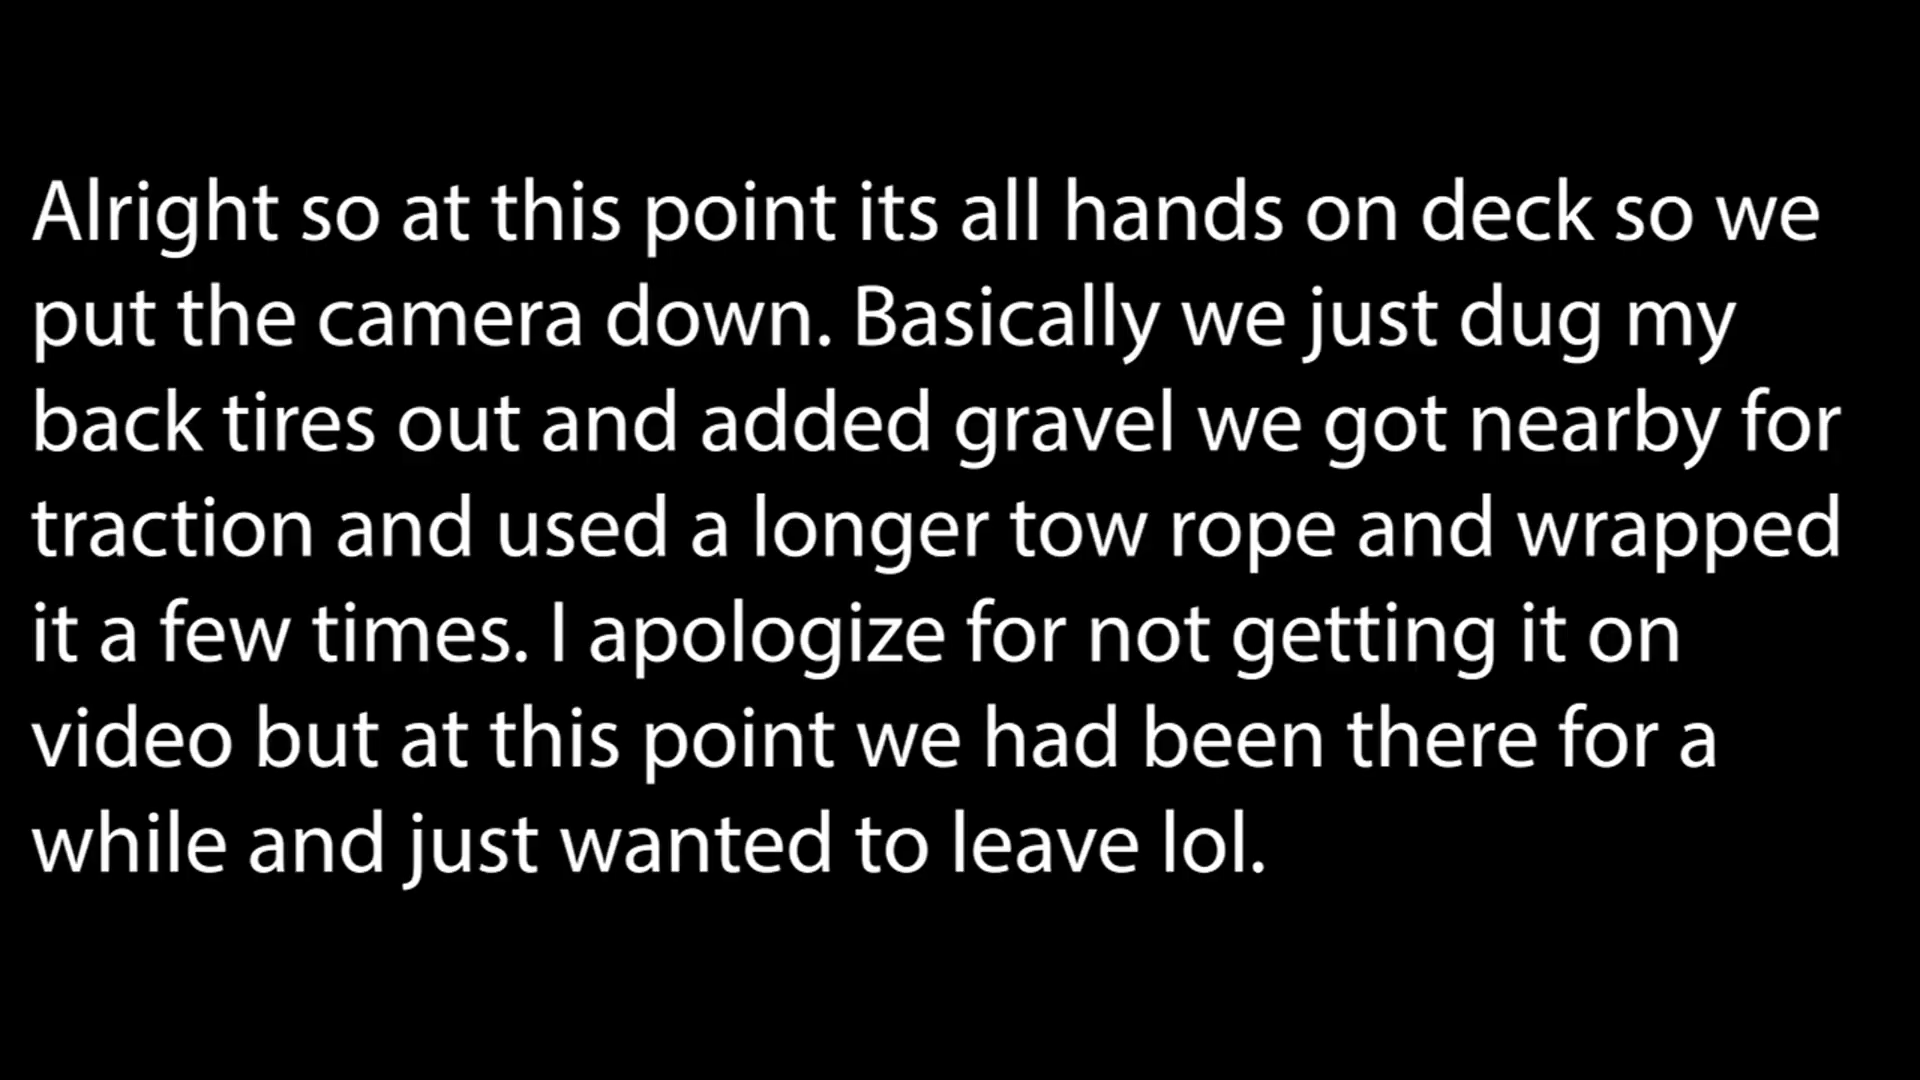 Alright so at this point its all hands on deck so we
put the camera down. Basically we just dug my
back tires out and added gravel we got nearby for
traction and used a longer tow rope and wrapped
it a few times. I apologize for not getting it on
video but at this point we had been there for a
while and just wanted to leave lol.